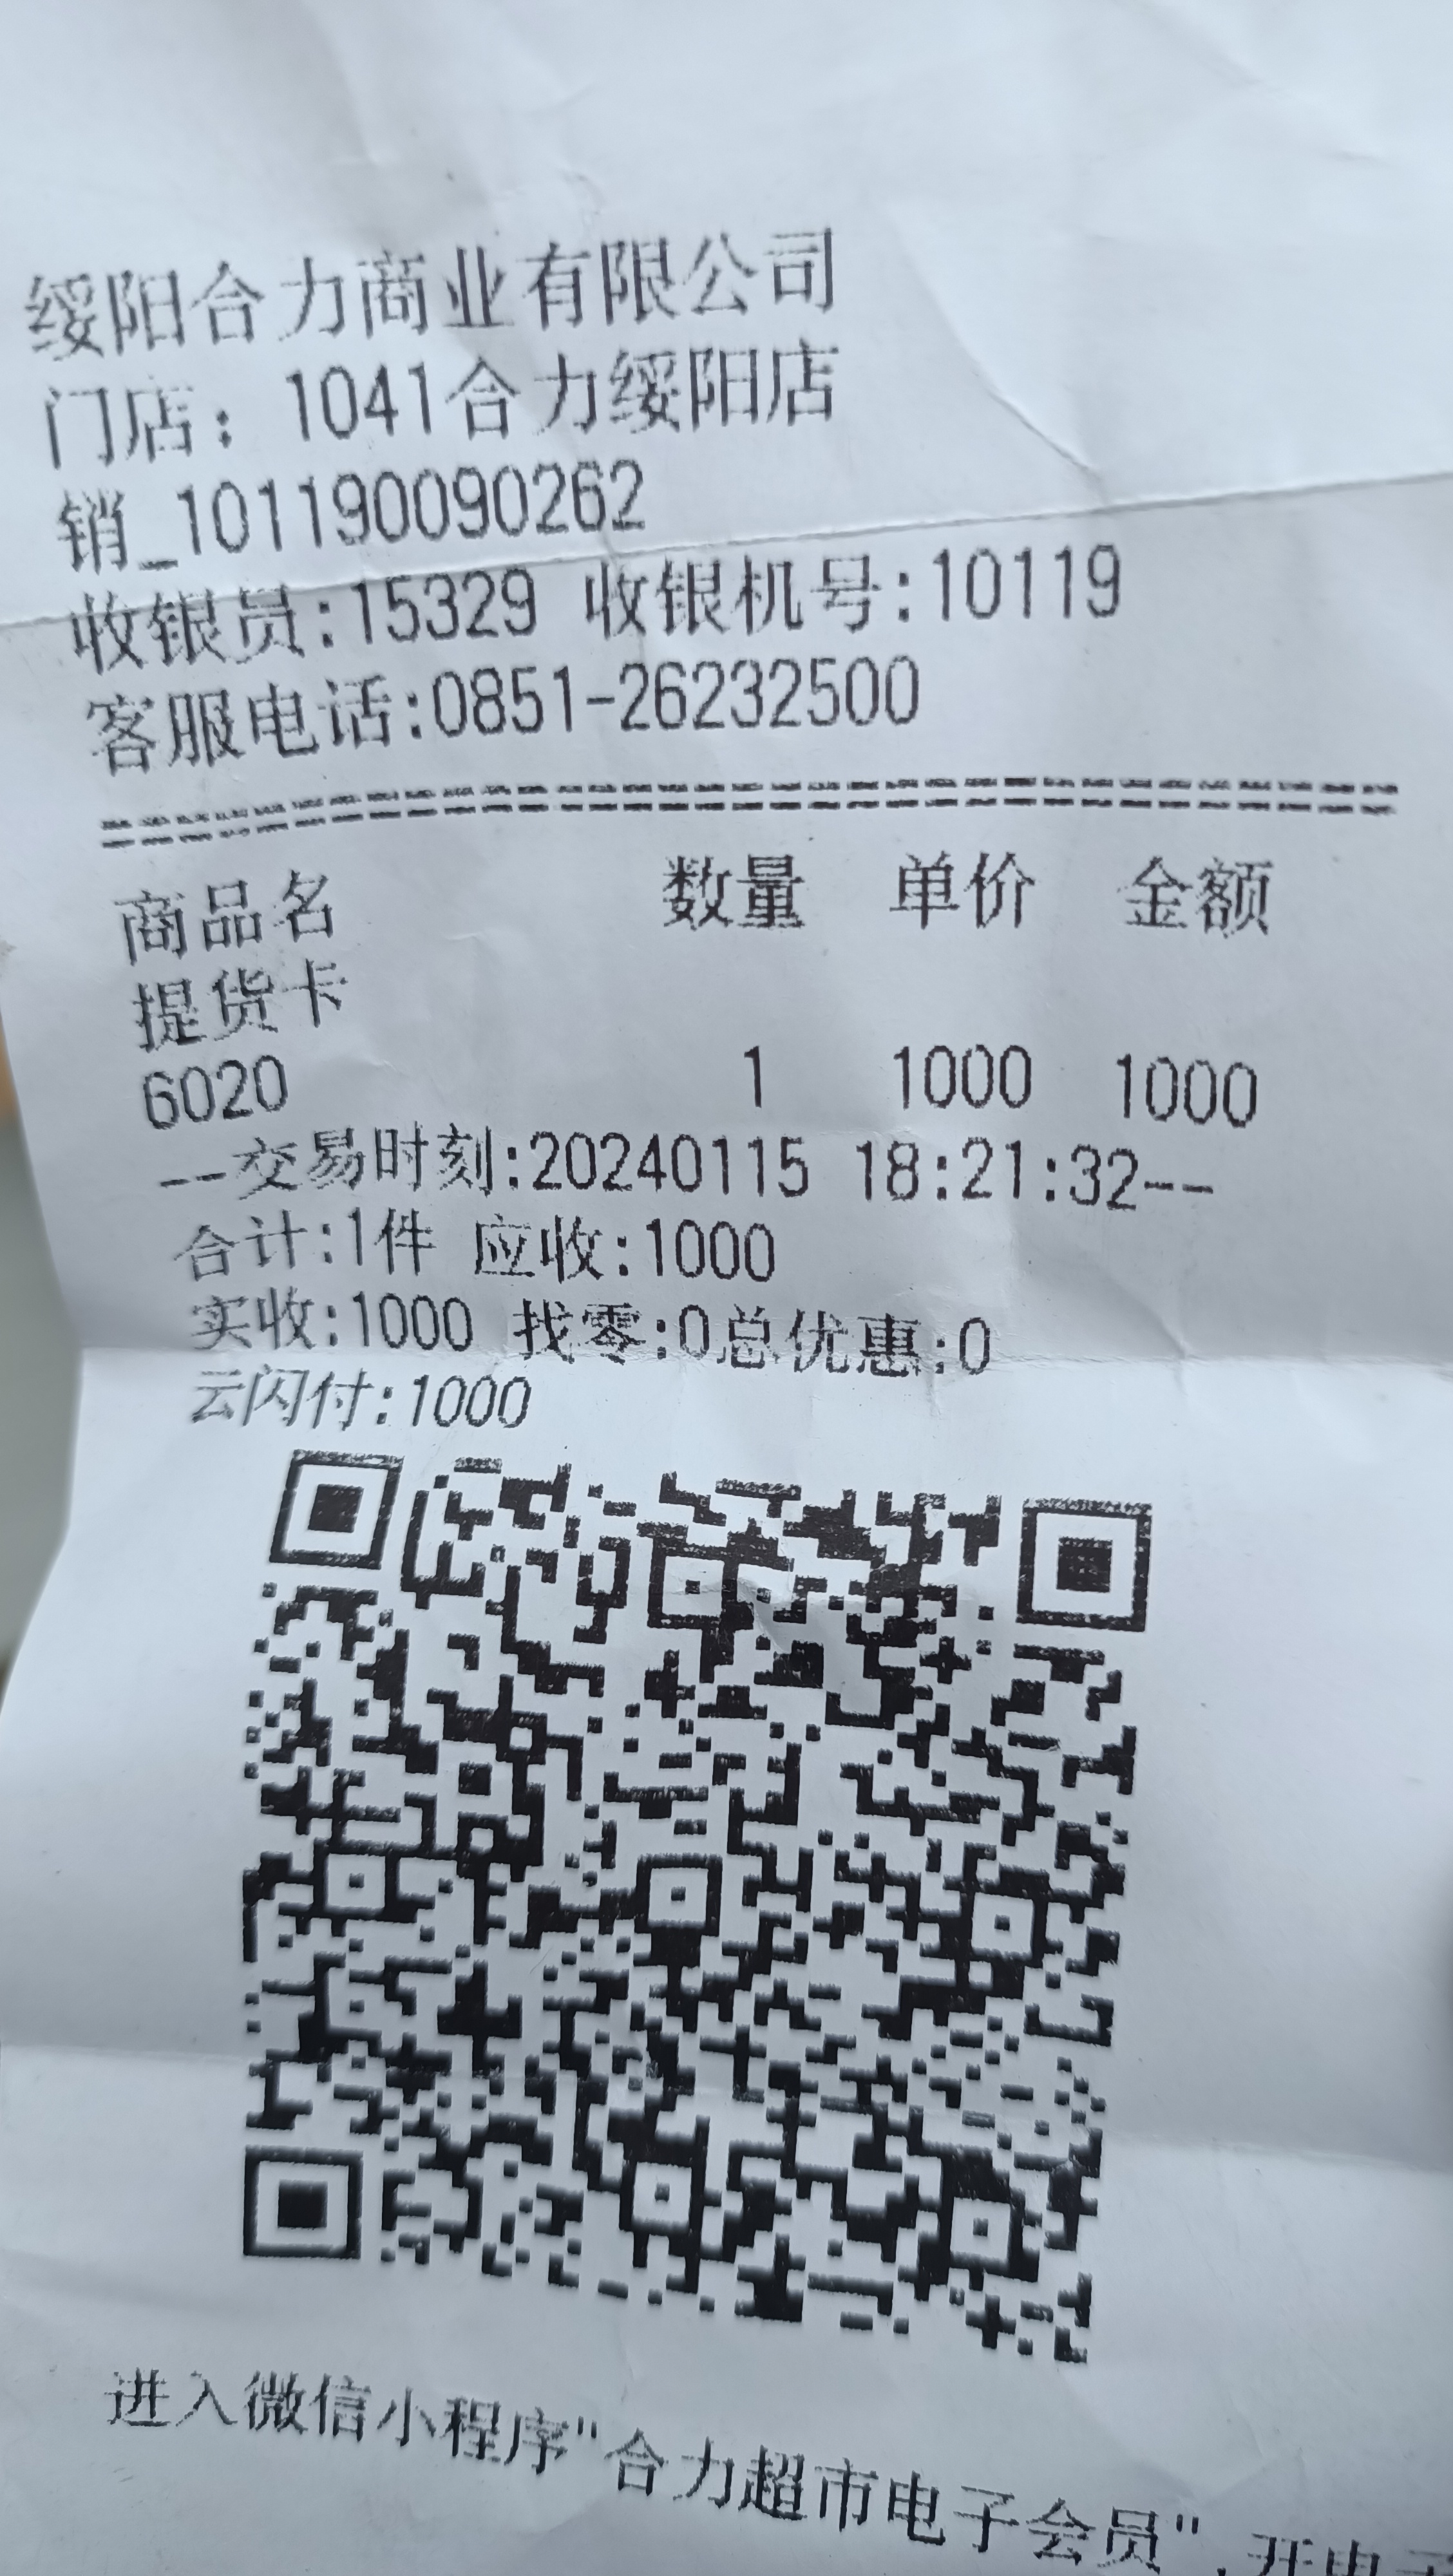 绥阳合力商业有限公司
门店：1041合力绥阳店
销_101190090262
收银员:15329 收银机号:10119
客服电话:0851-26232500
商品名 数量 单价 金额
提货卡
6020 1 1000 1000
--交易时刻:20240115 18:21:32--
合计:1件 应收:1000
实收:1000 找零:0总优惠:0
云闪付:1000
进入微信小程序"合力超市电子会员",开电子